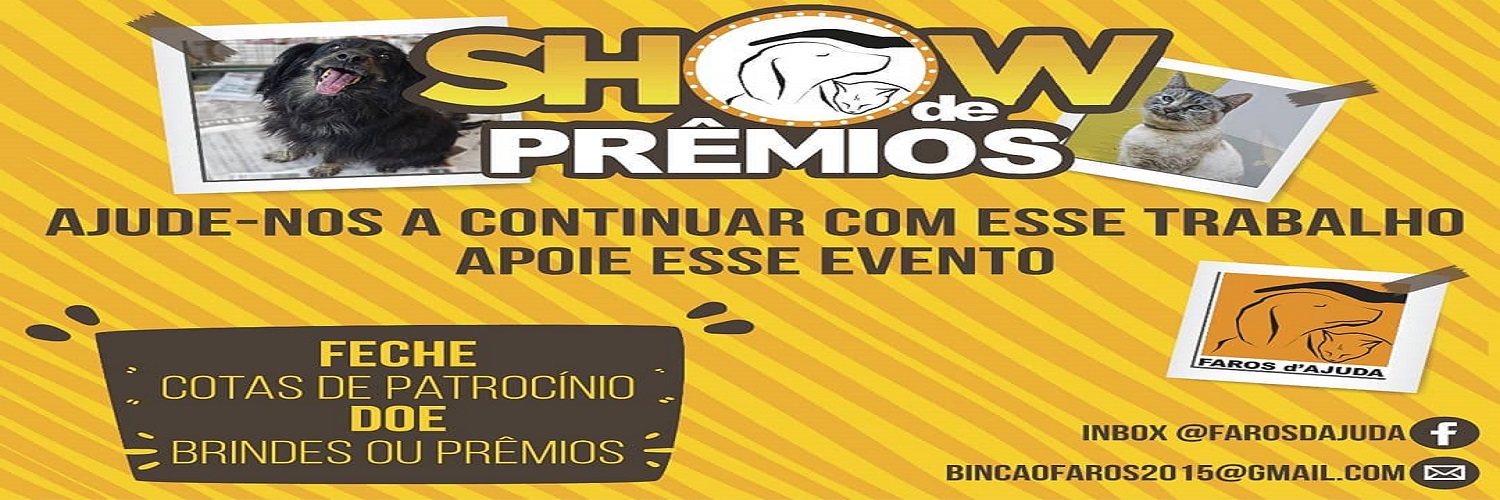 SHOW
de
PRÊMIOS
AJUDE-NOS A CONTINUAR COM ESSE TRABALHO
APOIE ESSE EVENTO
FAROS d'AJUDA
FECHE
COTAS DE PATROCÍNIO
DOE
BRINDES OU PRÊMIOS
INBOX @FAROSDAJUDA
BINCAOFAROS2015@GMAIL.COM